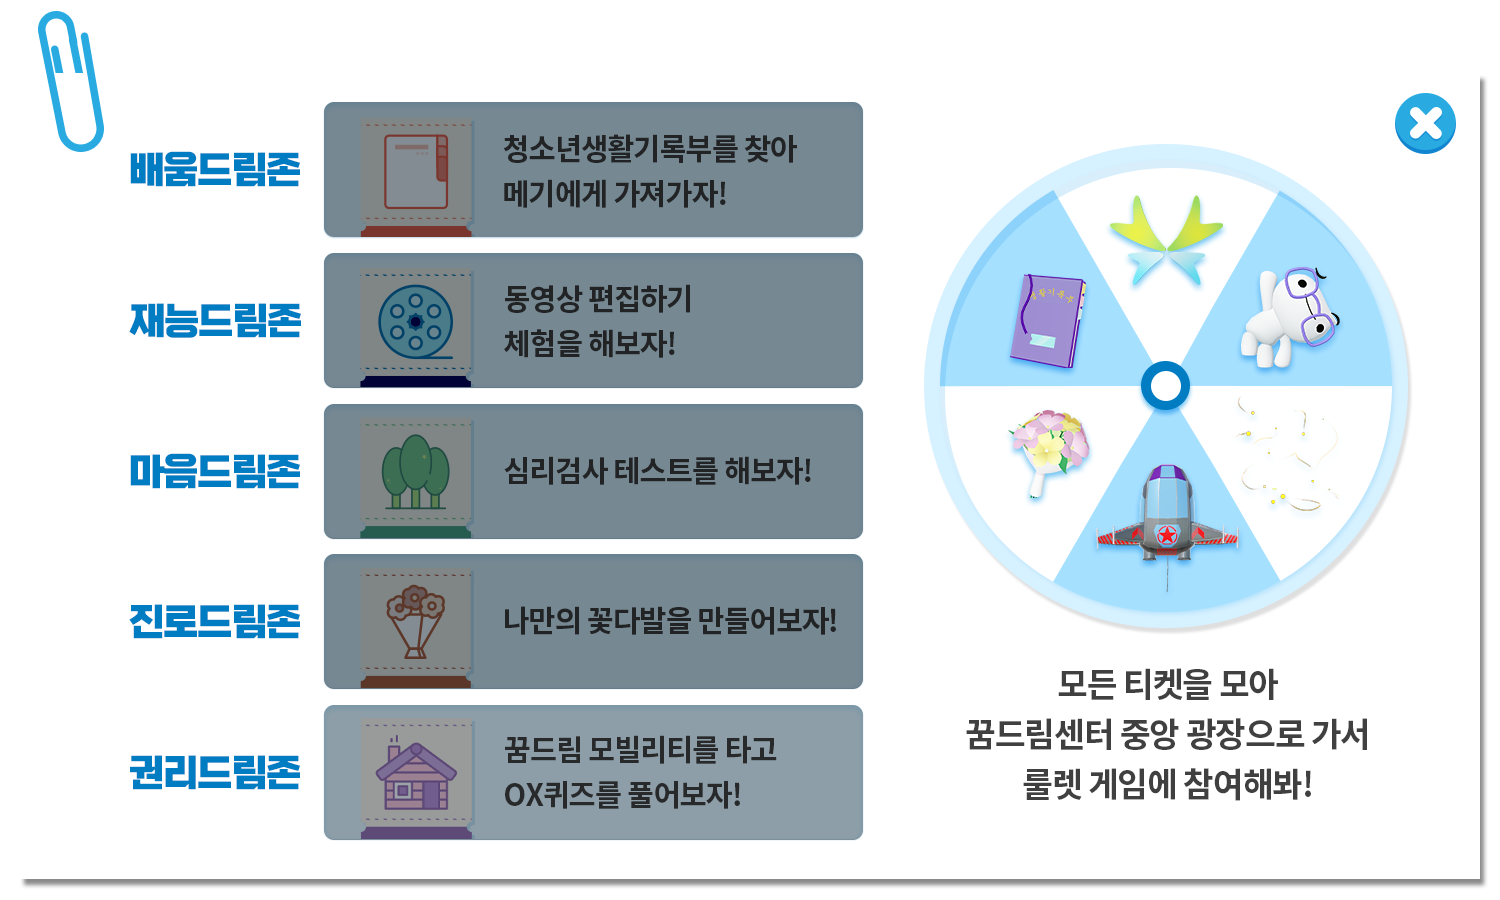 배움드림존
청소년생활기록부를 찾아
메기에게 가져가자!
재능드림존
동영상 편집하기
체험을 해보자!
마음드림존
심리검사 테스트를 해보자!
진로드림존
나만의 꽃다발을 만들어보자!
권리드림존
꿈드림 모빌리티를 타고
OX퀴즈를 풀어보자!
모든 티켓을 모아
꿈드림센터 중앙 광장으로 가서
룰렛 게임에 참여해봐!